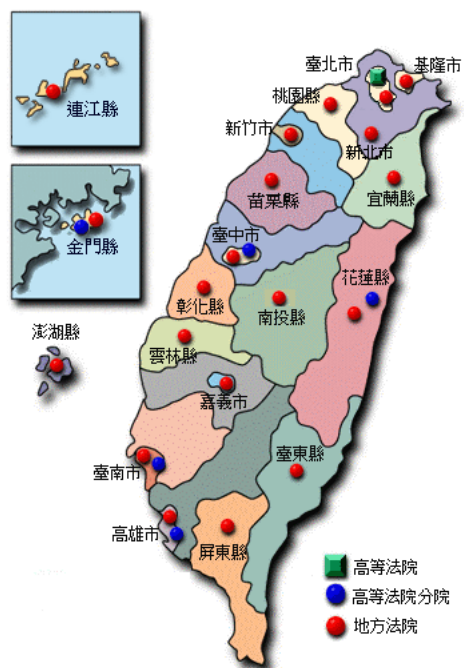 連江縣
金門縣
澎湖縣
臺北市
基隆市
桃園縣
新竹市
新北市
宜蘭縣
苗栗縣
臺中市
花蓮縣
彰化縣
南投縣
雲林縣
嘉義市
臺南市
臺東縣
高雄市
屏東縣
高等法院
高等法院分院
地方法院